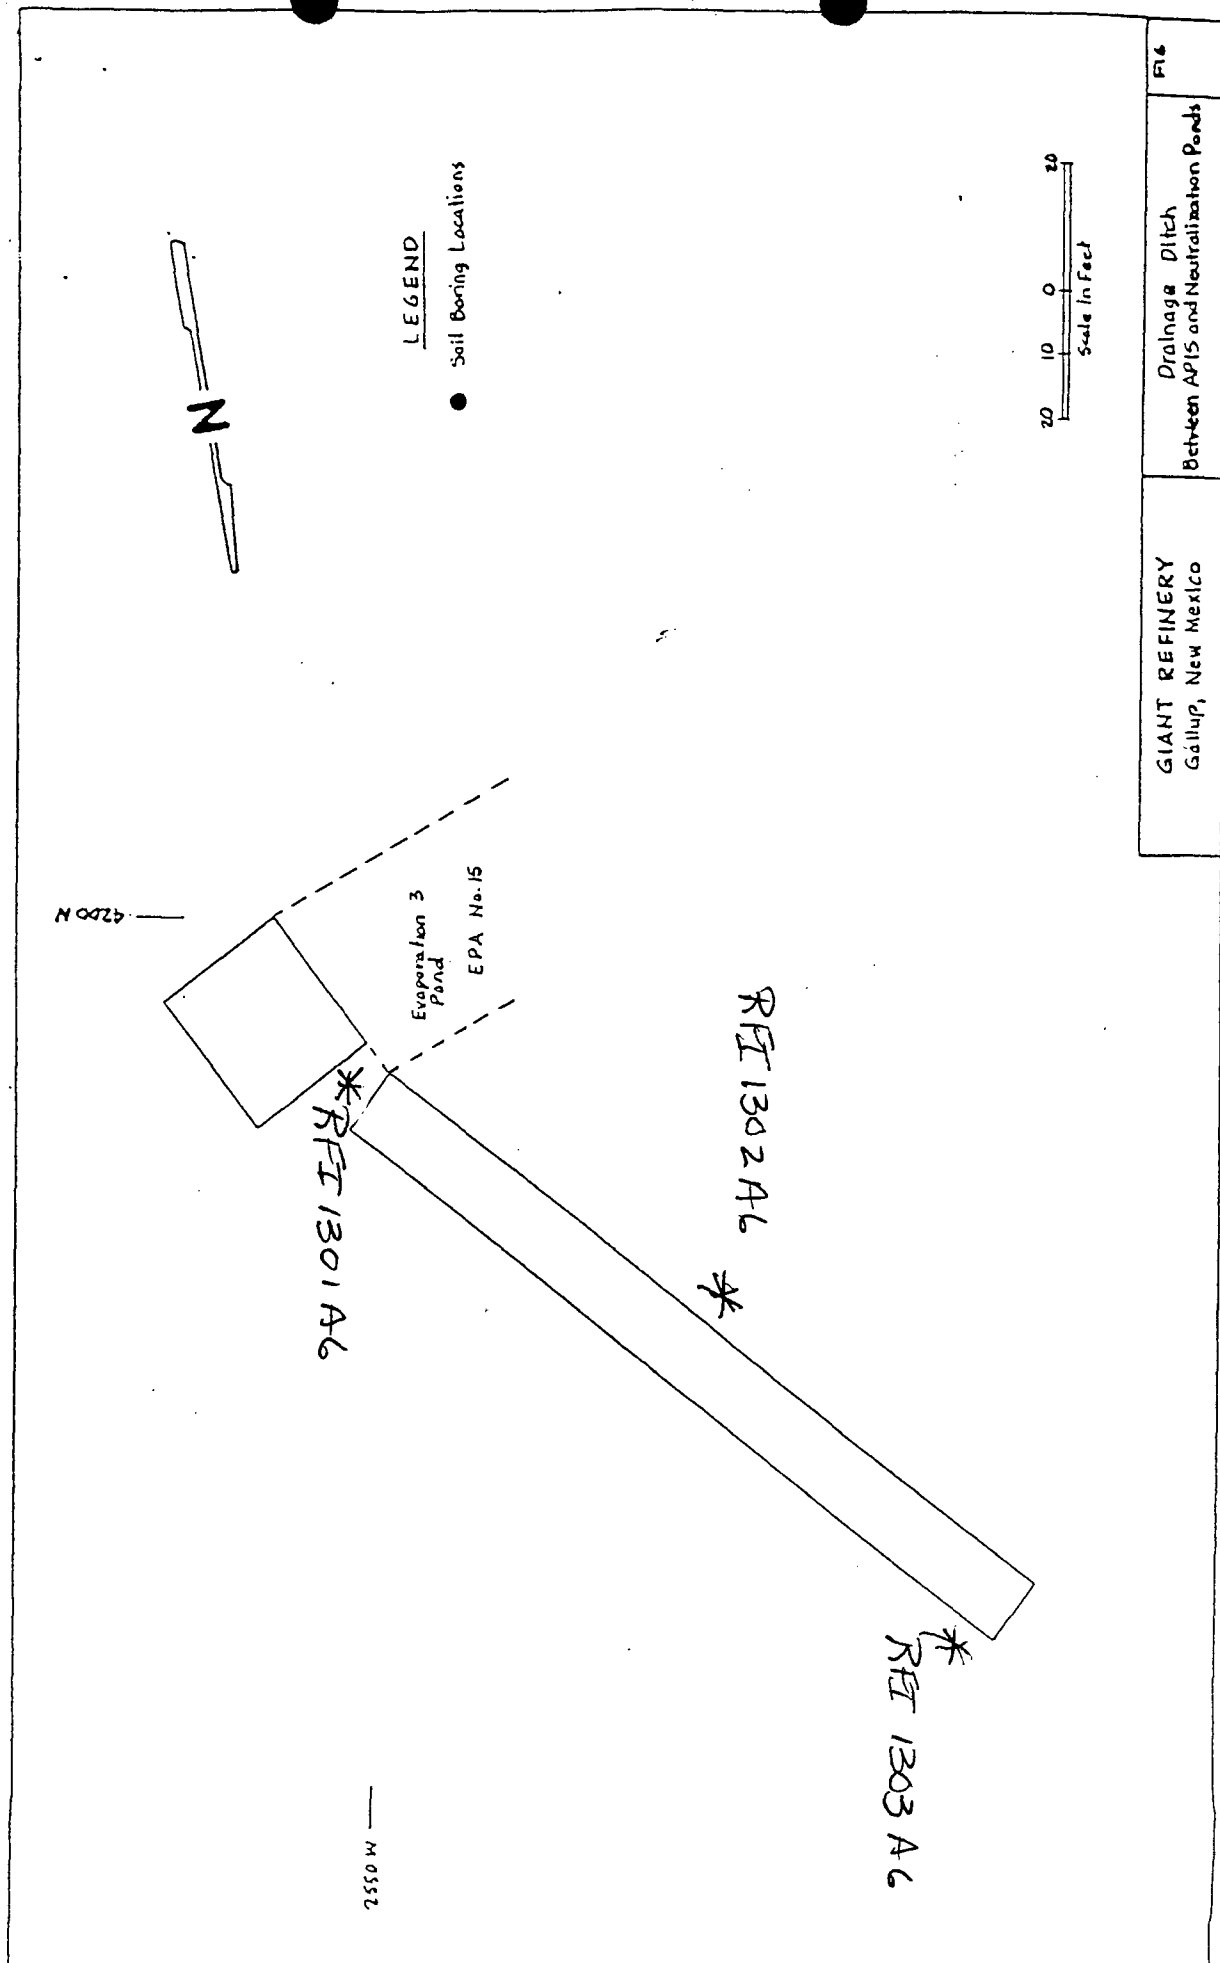 LEGEND
Soil Boring Locations
N
20 0 10 20
Scale In Feet
FIG
Drainage Ditch
Between APIS and Neutralization Ponds
GIANT REFINERY
Gallup, New Mexico
4200 N
Evaporation 3
Pond
EPA No. 15
RFI 1301 A6
RFI 1302 A6
RFI 1303 A6
2550 W